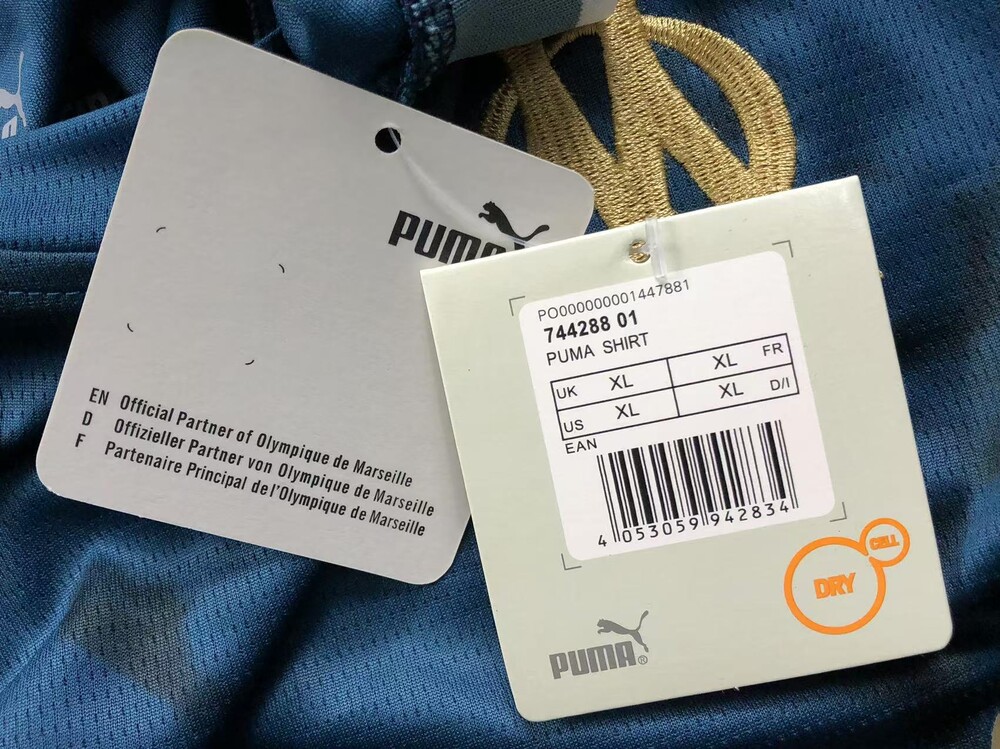 PUMA
EN Official Partner of Olympique de Marseille
D Offizieller Partner von Olympique de Marseille
F Partenaire Principal de l'Olympique de Marseille
PO000000001447881
744288 01
PUMA SHIRT
UK XL XL FR
US XL XL D/I
EAN
4 053059 942834
DRY CELL
PUMA®